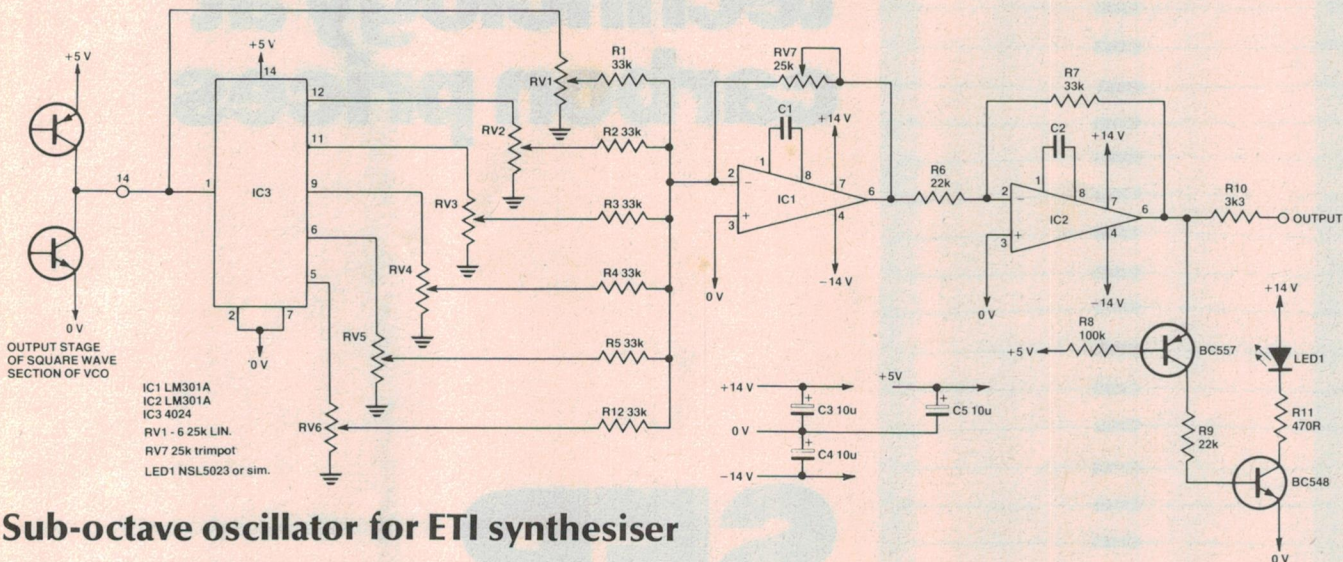 +5 V
0 V
OUTPUT STAGE
OF SQUARE WAVE
SECTION OF VCO
14
+5 V
14
1
IC3
12
11
9
6
5
2
7
0V
IC1 LM301A
IC2 LM301A
IC3 4024
RV1 - 6 25k LIN.
RV7 25k trimpot
LED1 NSL5023 or sim.
RV1
RV2
RV3
RV4
RV5
RV6
R1
33k
R2 33k
R3 33k
R4 33k
R5 33k
R12 33k
RV7
25k
C1
+14 V
1
8
2
−
7
IC1
6
+
3
4
0 V
−14 V
R6
22k
R7
33k
C2
+14 V
1
8
2
−
7
IC2
6
+
3
4
0 V
−14 V
R10
3k3
OUTPUT
+5V
R8
100k
BC557
R9
22k
+14 V
LED1
R11
470R
BC548
0 V
+14 V
+
C3 10u
0 V
+
C4 10u
−14 V
+5V
+
C5 10u
Sub-octave oscillator for ETI synthesiser